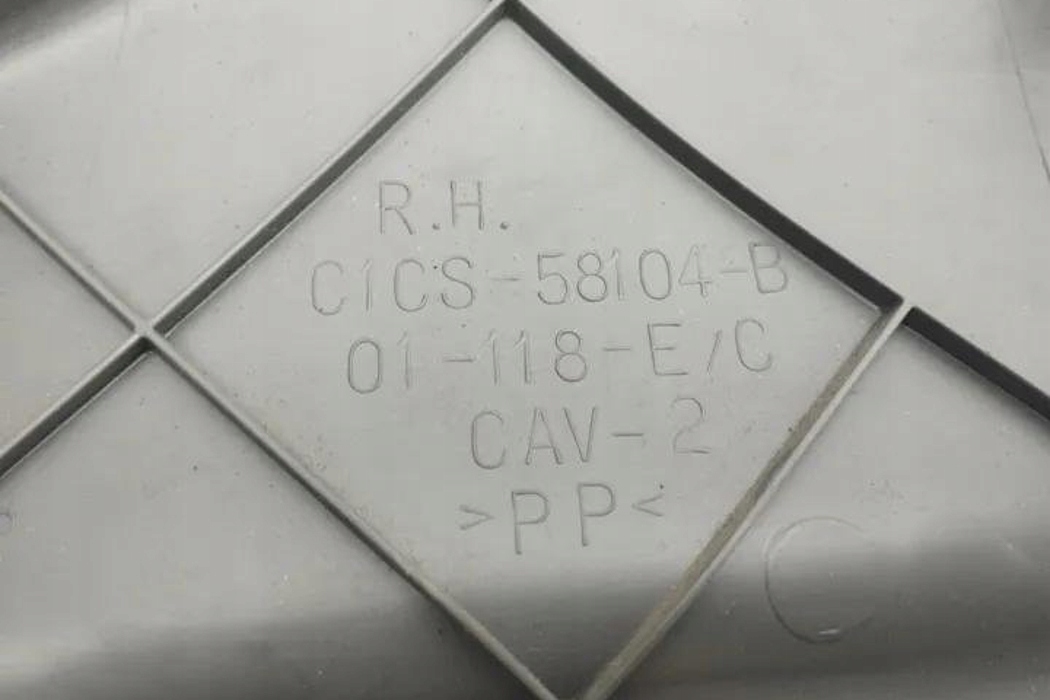 R.H.
C1CS-58104-B
01-118-E/C
CAV-2
>PP<